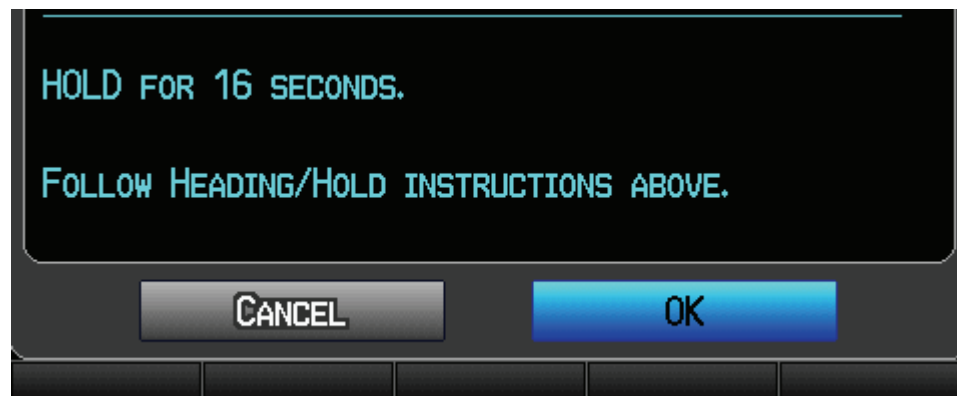 HOLD FOR 16 SECONDS.
FOLLOW HEADING/HOLD INSTRUCTIONS ABOVE.
CANCEL
OK